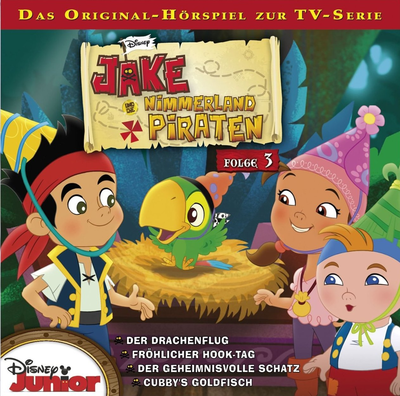 DAS ORIGINAL-HÖRSPIEL ZUR TV-SERIE
Disney
JAKE
UND DIE
NIMMERLAND
PIRATEN
FOLGE 3
DER DRACHENFLUG
FRÖHLICHER HOOK-TAG
DER GEHEIMNISVOLLE SCHATZ
CUBBY'S GOLDFISCH
Disney
Junior